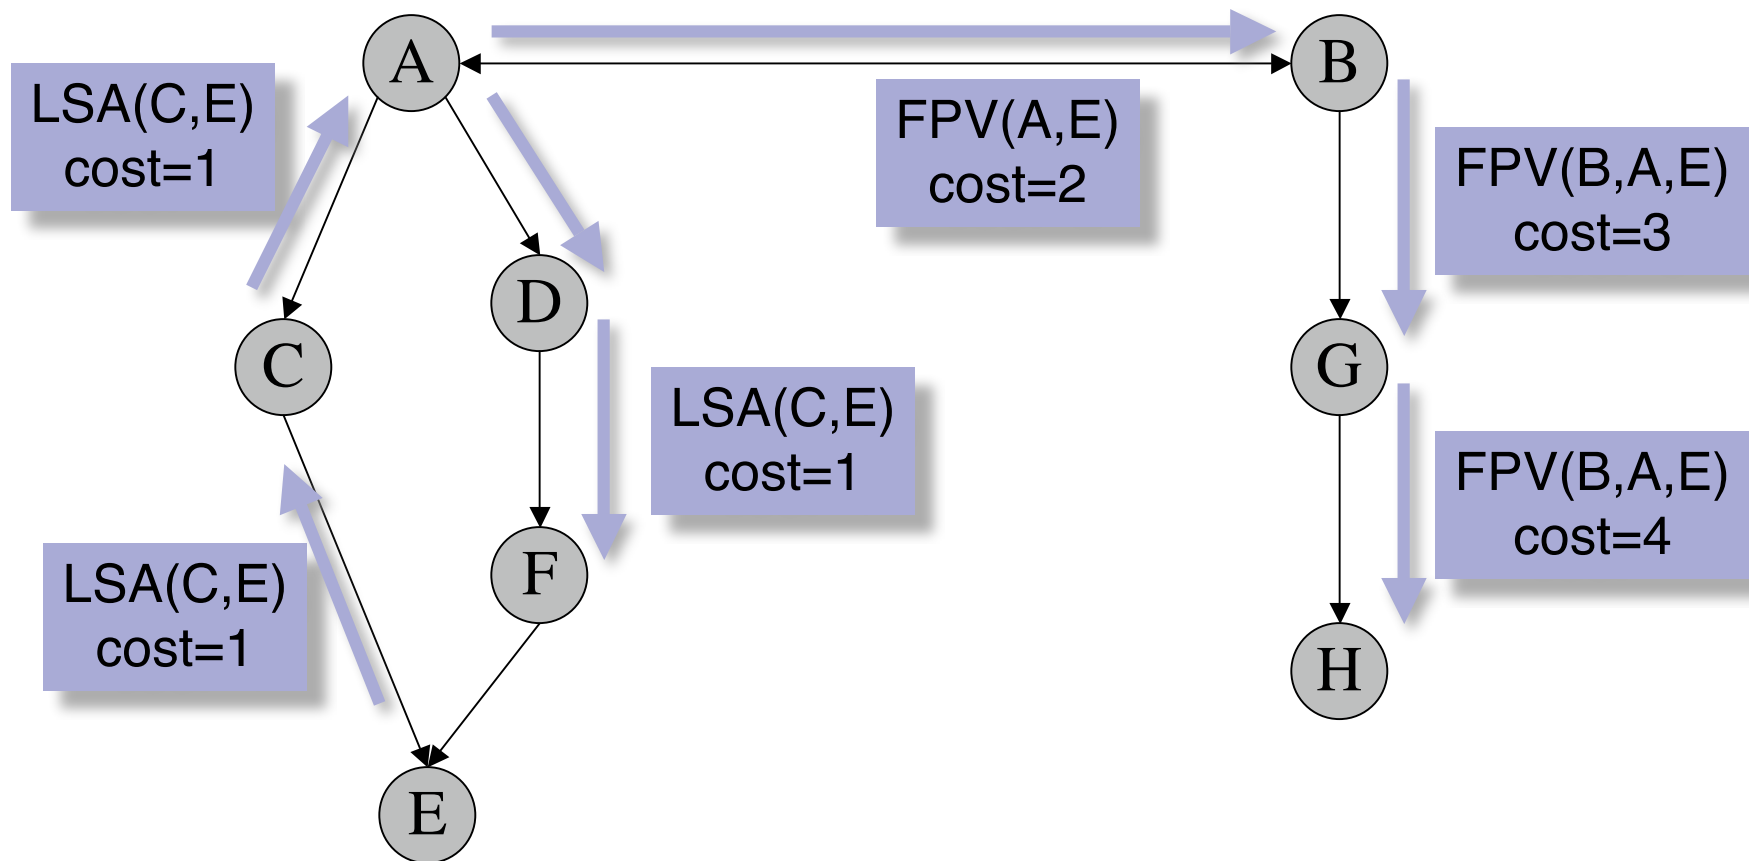 A
B
LSA(C,E)
cost=1
FPV(A,E)
cost=2
FPV(B,A,E)
cost=3
D
C
G
LSA(C,E)
cost=1
FPV(B,A,E)
cost=4
F
LSA(C,E)
cost=1
H
E